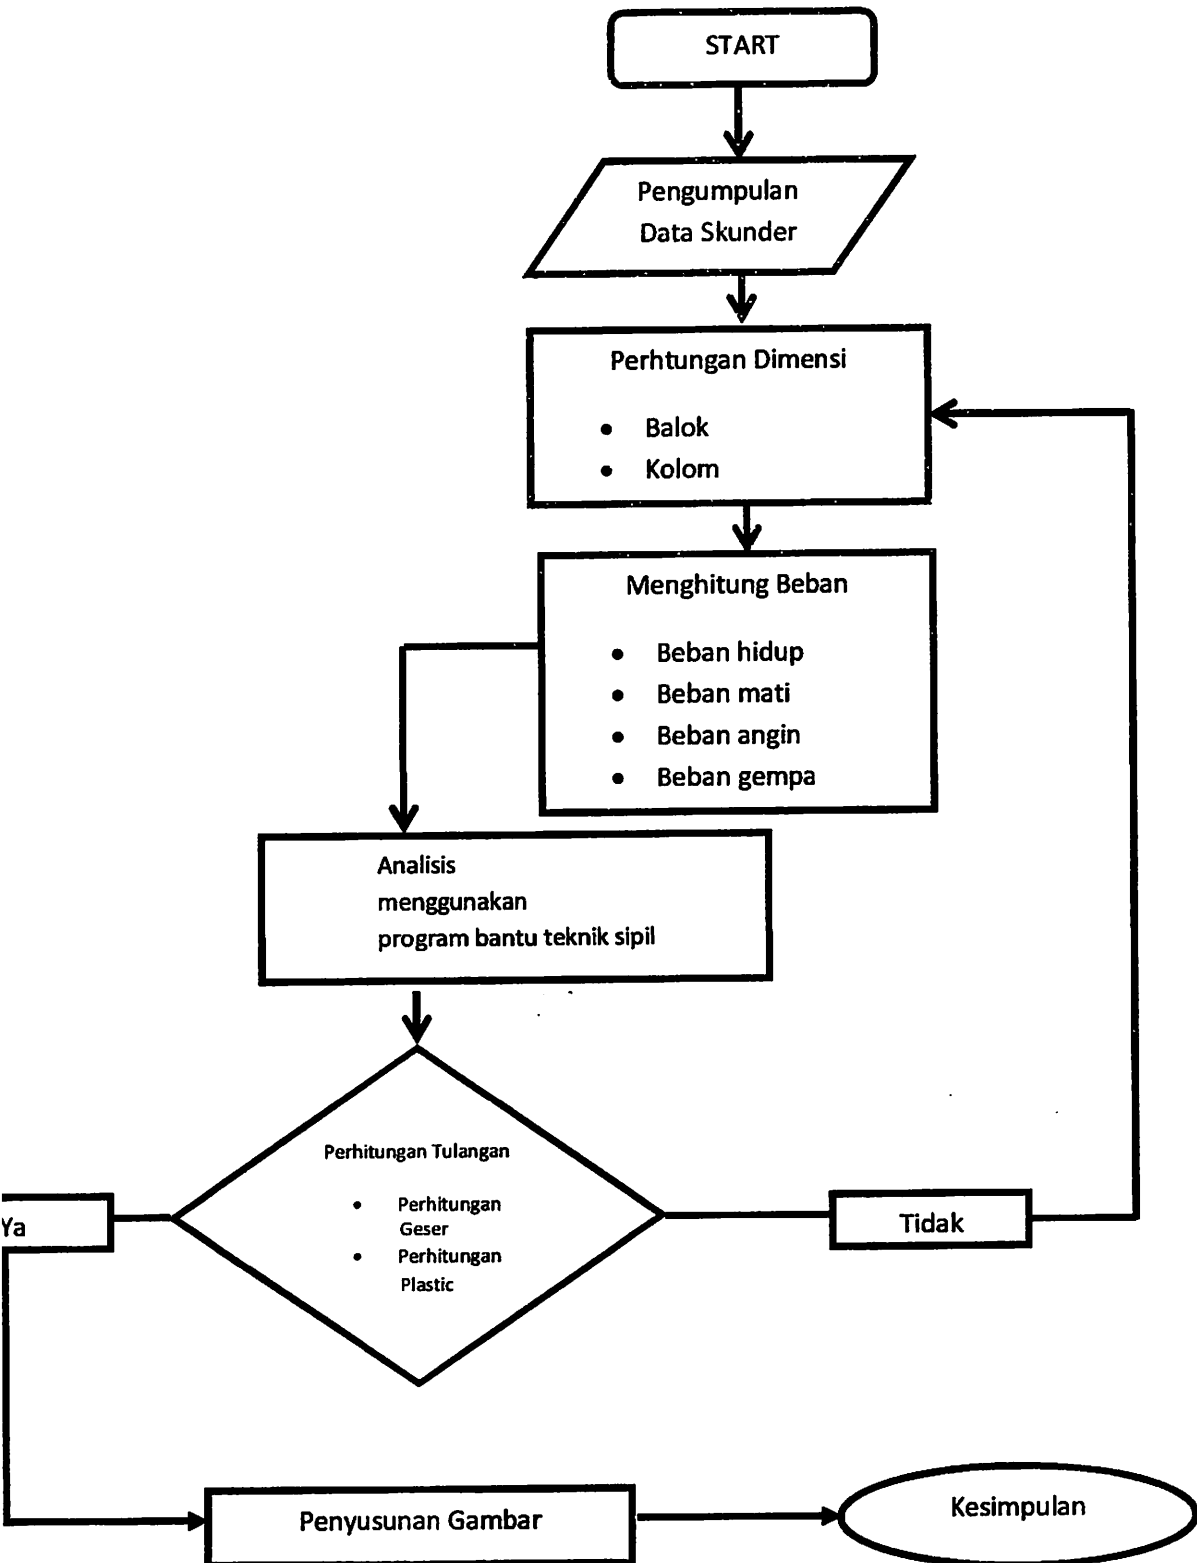 START
Pengumpulan
Data Skunder
Perhtungan Dimensi
• Balok
• Kolom
Menghitung Beban
• Beban hidup
• Beban mati
• Beban angin
• Beban gempa
Analisis
menggunakan
program bantu teknik sipil
Perhitungan Tulangan
• Perhitungan
Geser
• Perhitungan
Plastic
Ya
Tidak
Penyusunan Gambar
Kesimpulan